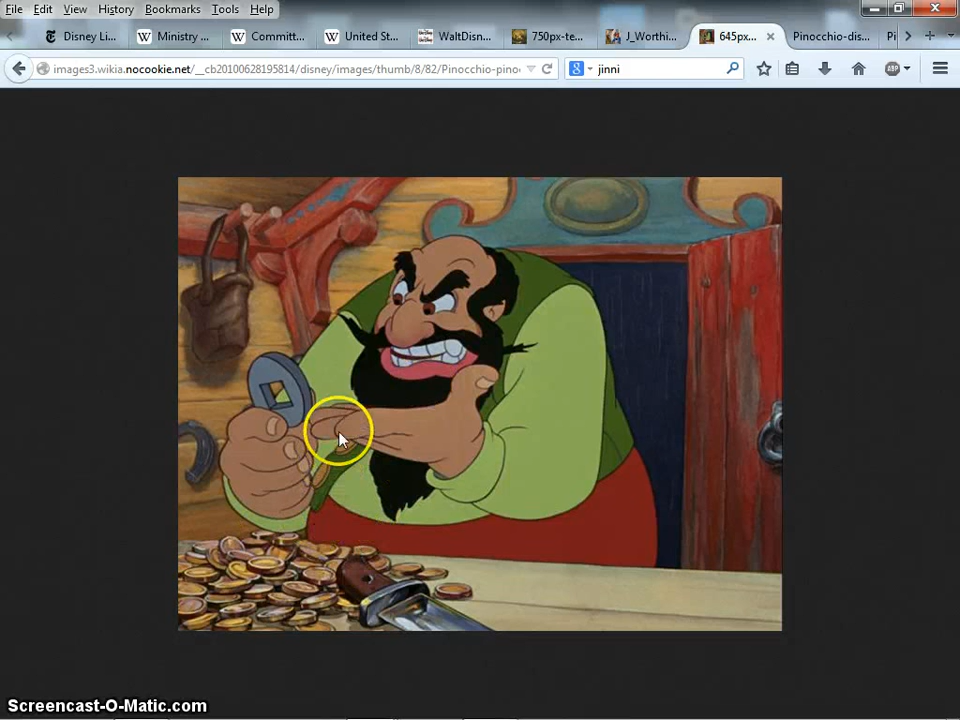 File Edit View History Bookmarks Tools Help
Disney Li... Ministry ... Committ... United St... WaltDisn... 750px-te... J_Worthi... 645px... Pinocchio-dis... Pi
images3.wikia.nocookie.net/__cb20100628195814/disney/images/thumb/8/82/Pinocchio-pino jinni
Screencast-O-Matic.com